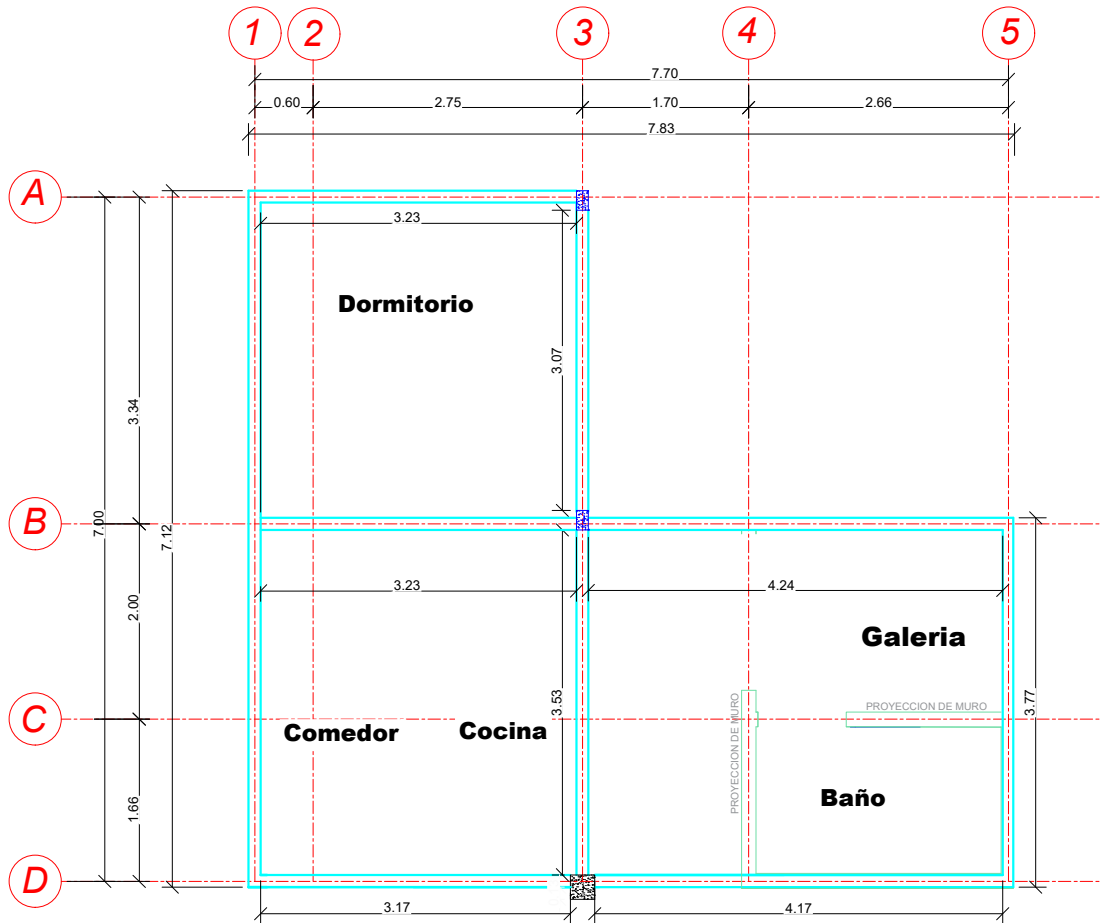 1 2 3 4 5
7.70
0.60 2.75 1.70 2.66
7.83
A
3.23
Dormitorio
3.07
3.34
B
7.00
7.12
3.23 4.24
2.00
Galeria
3.53
3.77
PROYECCION DE MURO
PROYECCION DE MURO
C
Comedor Cocina
Baño
1.66
D
3.17 4.17